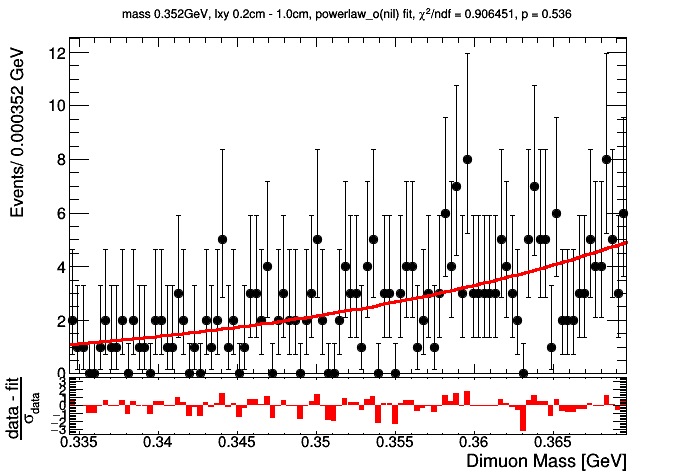 mass 0.352GeV, lxy 0.2cm - 1.0cm, powerlaw_o(nil) fit, χ²/ndf = 0.906451, p = 0.536
Events/ 0.000352 GeV
12
10
8
6
4
2
0
data - fit
σdata
3
2
1
0
−1
−2
−3
0.335 0.34 0.345 0.35 0.355 0.36 0.365
Dimuon Mass [GeV]